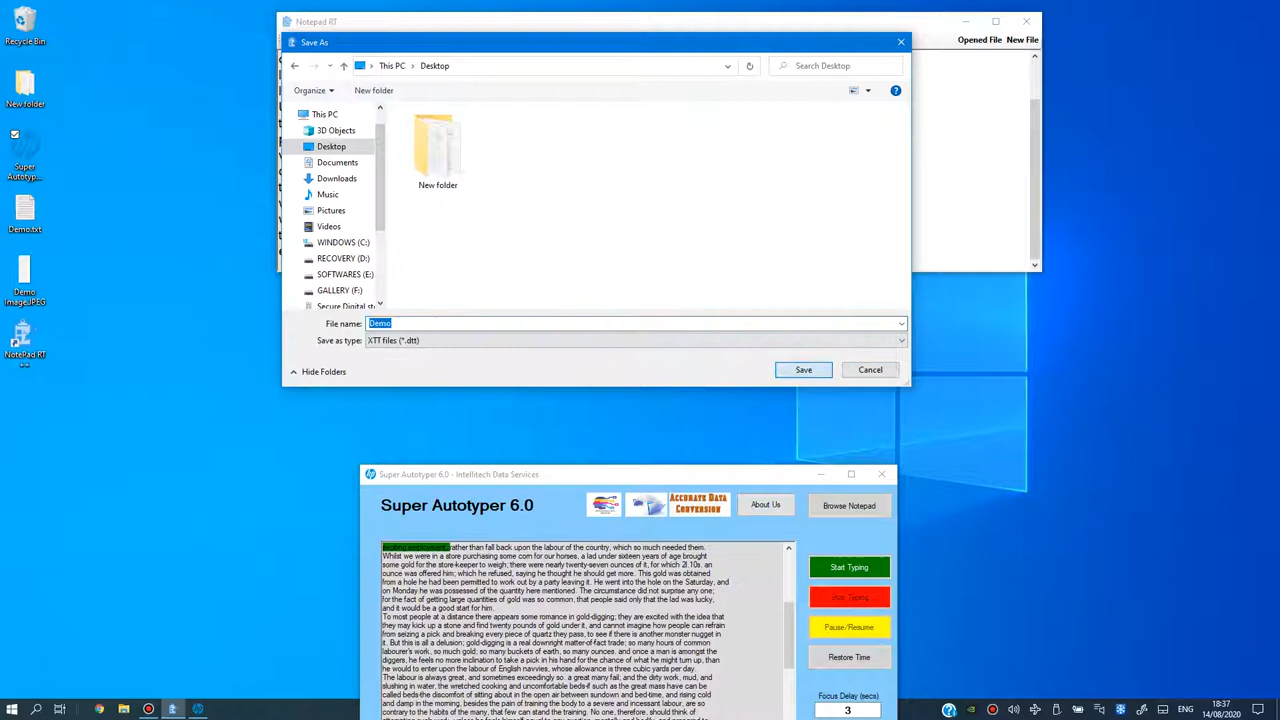 Recycle Bin
New folder
Super Autotyp...
Demo.txt
Demo Image.JPEG
NotePad RT ...
Notepad RT
Opened File New File
Save As
This PC > Desktop
Search Desktop
Organize
New folder
This PC
3D Objects
Desktop
Documents
Downloads
Music
Pictures
Videos
WINDOWS (C:)
RECOVERY (D:)
SOFTWARES (E:)
GALLERY (F:)
Secure Digital st
New folder
File name: Demo
Save as type: XTT files (*.dtt)
Hide Folders
Save
Cancel
Super Autotyper 6.0 - Intellitech Data Services
Super Autotyper 6.0
ACCURATE DATA CONVERSION
About Us
Browse Notepad
exciting employment, rather than fall back upon the labour of the country, which so much needed them.
Whilst we were in a store purchasing some corn for our horses, a lad under sixteen years of age brought
some gold for the store-keeper to weigh; there were nearly twenty-seven ounces of it, for which 2l.10s. an
ounce was offered him; which he refused, saying he thought he should get more. This gold was obtained
from a hole he had been permitted to work out by a party leaving it. He went into the hole on the Saturday, and
on Monday he was possessed of the quantity here mentioned. The circumstance did not surprise any one;
for the fact of getting large quantities of gold was so common, that people said only that the lad was lucky,
and it would be a good start for him.
To most people at a distance there appears some romance in gold-digging; they are excited with the idea that
they may kick up a stone and find twenty pounds of gold under it, and cannot imagine how people can refrain
from seizing a pick and breaking every piece of quartz they pass, to see if there is another monster nugget in
it. But this is all a delusion; gold-digging is a real downright matter-of-fact trade; so many hours of common
labourer's work, so much gold; so many buckets of earth, so many ounces. and once a man is amongst the
diggers, he feels no more inclination to take a pick in his hand for the chance of what he might turn up, than
he would to enter upon the labour of English navvies, whose allowance is three cubic yards per day.
The labour is always great, and sometimes exceedingly so. a great many fail; and the dirty work, mud, and
slushing in water, the wretched cooking and uncomfortable beds-if such as the great mass have can be
called beds-the discomfort of sitting about in the open air between sundown and bed-time, and rising cold
and damp in the morning, besides the pain of training the body to a severe and incessant labour, are so
contrary to the habits of the many, that few can stand the training. No one, therefore, should think of
Start Typing
Stop Typing
Pause/Resume
Restore Time
Focus Delay (secs)
3
ENG
18:37
14/08/2020